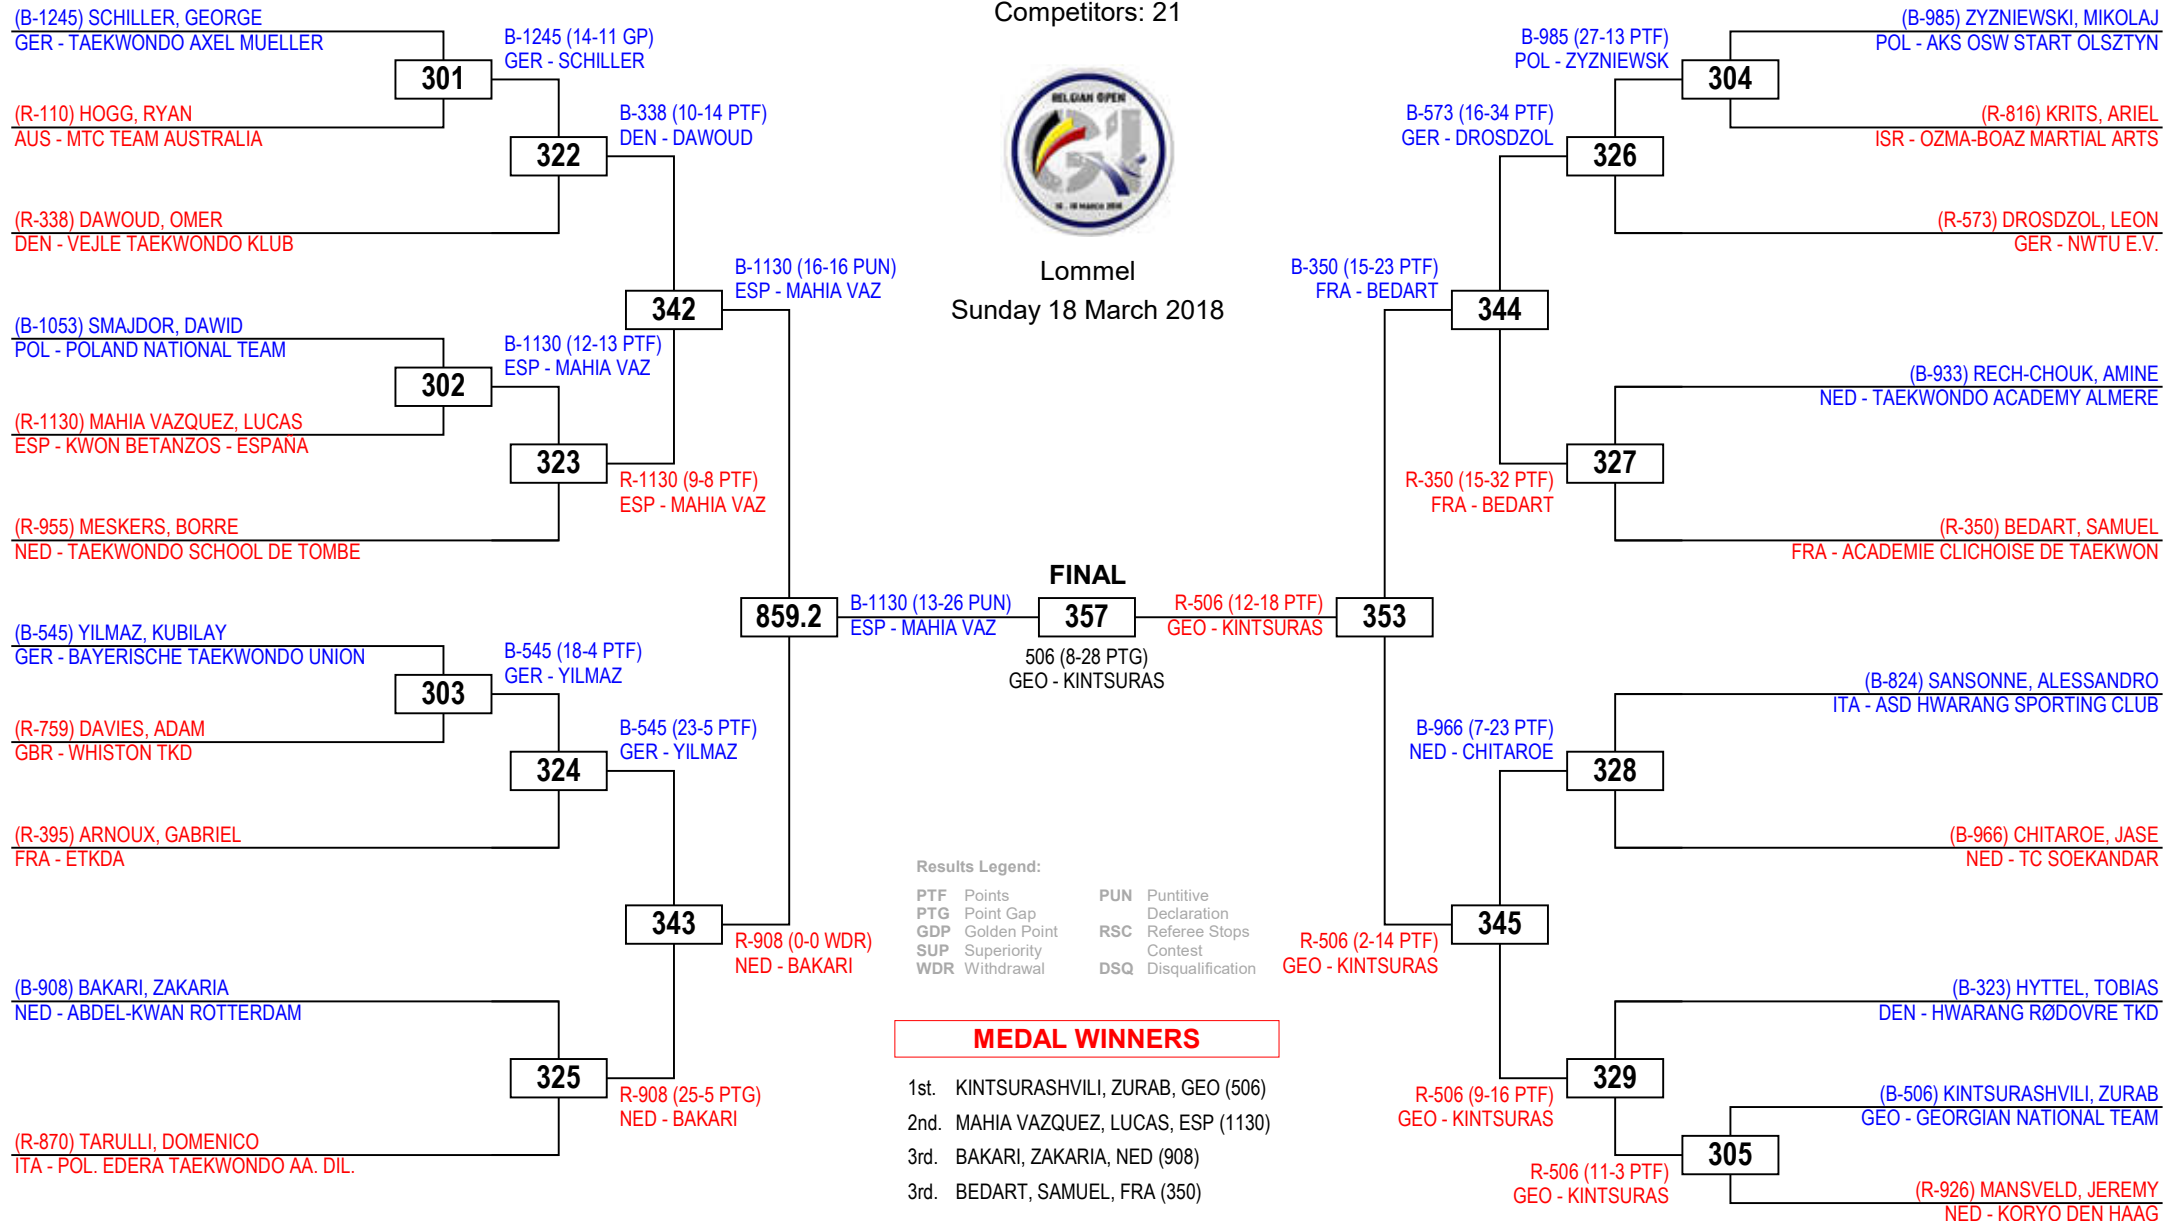 Competitors: 21
BELGIAN OPEN
G1
16 - 18 MARCH 2018
Lommel
Sunday 18 March 2018
(B-1245) SCHILLER, GEORGE
GER - TAEKWONDO AXEL MUELLER
301
(R-110) HOGG, RYAN
AUS - MTC TEAM AUSTRALIA
B-1245 (14-11 GP)
GER - SCHILLER
322
(R-338) DAWOUD, OMER
DEN - VEJLE TAEKWONDO KLUB
B-338 (10-14 PTF)
DEN - DAWOUD
342
(B-1053) SMAJDOR, DAWID
POL - POLAND NATIONAL TEAM
302
(R-1130) MAHIA VAZQUEZ, LUCAS
ESP - KWON BETANZOS - ESPAÑA
B-1130 (12-13 PTF)
ESP - MAHIA VAZ
323
(R-955) MESKERS, BORRE
NED - TAEKWONDO SCHOOL DE TOMBE
R-1130 (9-8 PTF)
ESP - MAHIA VAZ
B-1130 (16-16 PUN)
ESP - MAHIA VAZ
859.2
(B-545) YILMAZ, KUBILAY
GER - BAYERISCHE TAEKWONDO UNION
303
(R-759) DAVIES, ADAM
GBR - WHISTON TKD
B-545 (18-4 PTF)
GER - YILMAZ
324
(R-395) ARNOUX, GABRIEL
FRA - ETKDA
B-545 (23-5 PTF)
GER - YILMAZ
343
(B-908) BAKARI, ZAKARIA
NED - ABDEL-KWAN ROTTERDAM
325
(R-870) TARULLI, DOMENICO
ITA - POL. EDERA TAEKWONDO AA. DIL.
R-908 (25-5 PTG)
NED - BAKARI
R-908 (0-0 WDR)
NED - BAKARI
B-1130 (13-26 PUN)
ESP - MAHIA VAZ
FINAL
357
506 (8-28 PTG)
GEO - KINTSURAS
R-506 (12-18 PTF)
GEO - KINTSURAS
353
(B-985) ZYZNIEWSKI, MIKOLAJ
POL - AKS OSW START OLSZTYN
304
(R-816) KRITS, ARIEL
ISR - OZMA-BOAZ MARTIAL ARTS
B-985 (27-13 PTF)
POL - ZYZNIEWSK
326
(R-573) DROSDZOL, LEON
GER - NWTU E.V.
B-573 (16-34 PTF)
GER - DROSDZOL
344
B-350 (15-23 PTF)
FRA - BEDART
(B-933) RECH-CHOUK, AMINE
NED - TAEKWONDO ACADEMY ALMERE
327
(R-350) BEDART, SAMUEL
FRA - ACADEMIE CLICHOISE DE TAEKWON
R-350 (15-32 PTF)
FRA - BEDART
(B-824) SANSONNE, ALESSANDRO
ITA - ASD HWARANG SPORTING CLUB
328
(B-966) CHITAROE, JASE
NED - TC SOEKANDAR
B-966 (7-23 PTF)
NED - CHITAROE
345
R-506 (2-14 PTF)
GEO - KINTSURAS
(B-323) HYTTEL, TOBIAS
DEN - HWARANG RØDOVRE TKD
329
R-506 (9-16 PTF)
GEO - KINTSURAS
(B-506) KINTSURASHVILI, ZURAB
GEO - GEORGIAN NATIONAL TEAM
305
(R-926) MANSVELD, JEREMY
NED - KORYO DEN HAAG
R-506 (11-3 PTF)
GEO - KINTSURAS
Results Legend:
PTF Points
PTG Point Gap
GDP Golden Point
SUP Superiority
WDR Withdrawal
PUN Puntitive
Declaration
RSC Referee Stops
Contest
DSQ Disqualification
MEDAL WINNERS
1st. KINTSURASHVILI, ZURAB, GEO (506)
2nd. MAHIA VAZQUEZ, LUCAS, ESP (1130)
3rd. BAKARI, ZAKARIA, NED (908)
3rd. BEDART, SAMUEL, FRA (350)